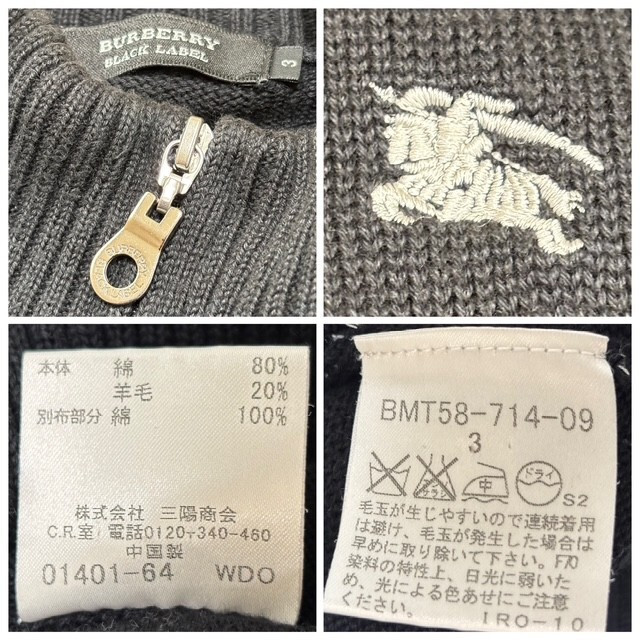 BURBERRY
BLACK LABEL
3
BURBERRY
本体 綿 80%
羊毛 20%
別布部分 綿 100%
株式会社 三陽商会
C.R.室 電話0120-340-460
中国製
01401-64 WDO
BMT58-714-09
3
中
ドライ
S2
毛玉が生じやすいので連続着用
は避け、毛玉が発生した場合は
早めに取り除いて下さい。F70
染料の特性上、日光に弱いた
め、光による色あせにご注意
ください IRO-10